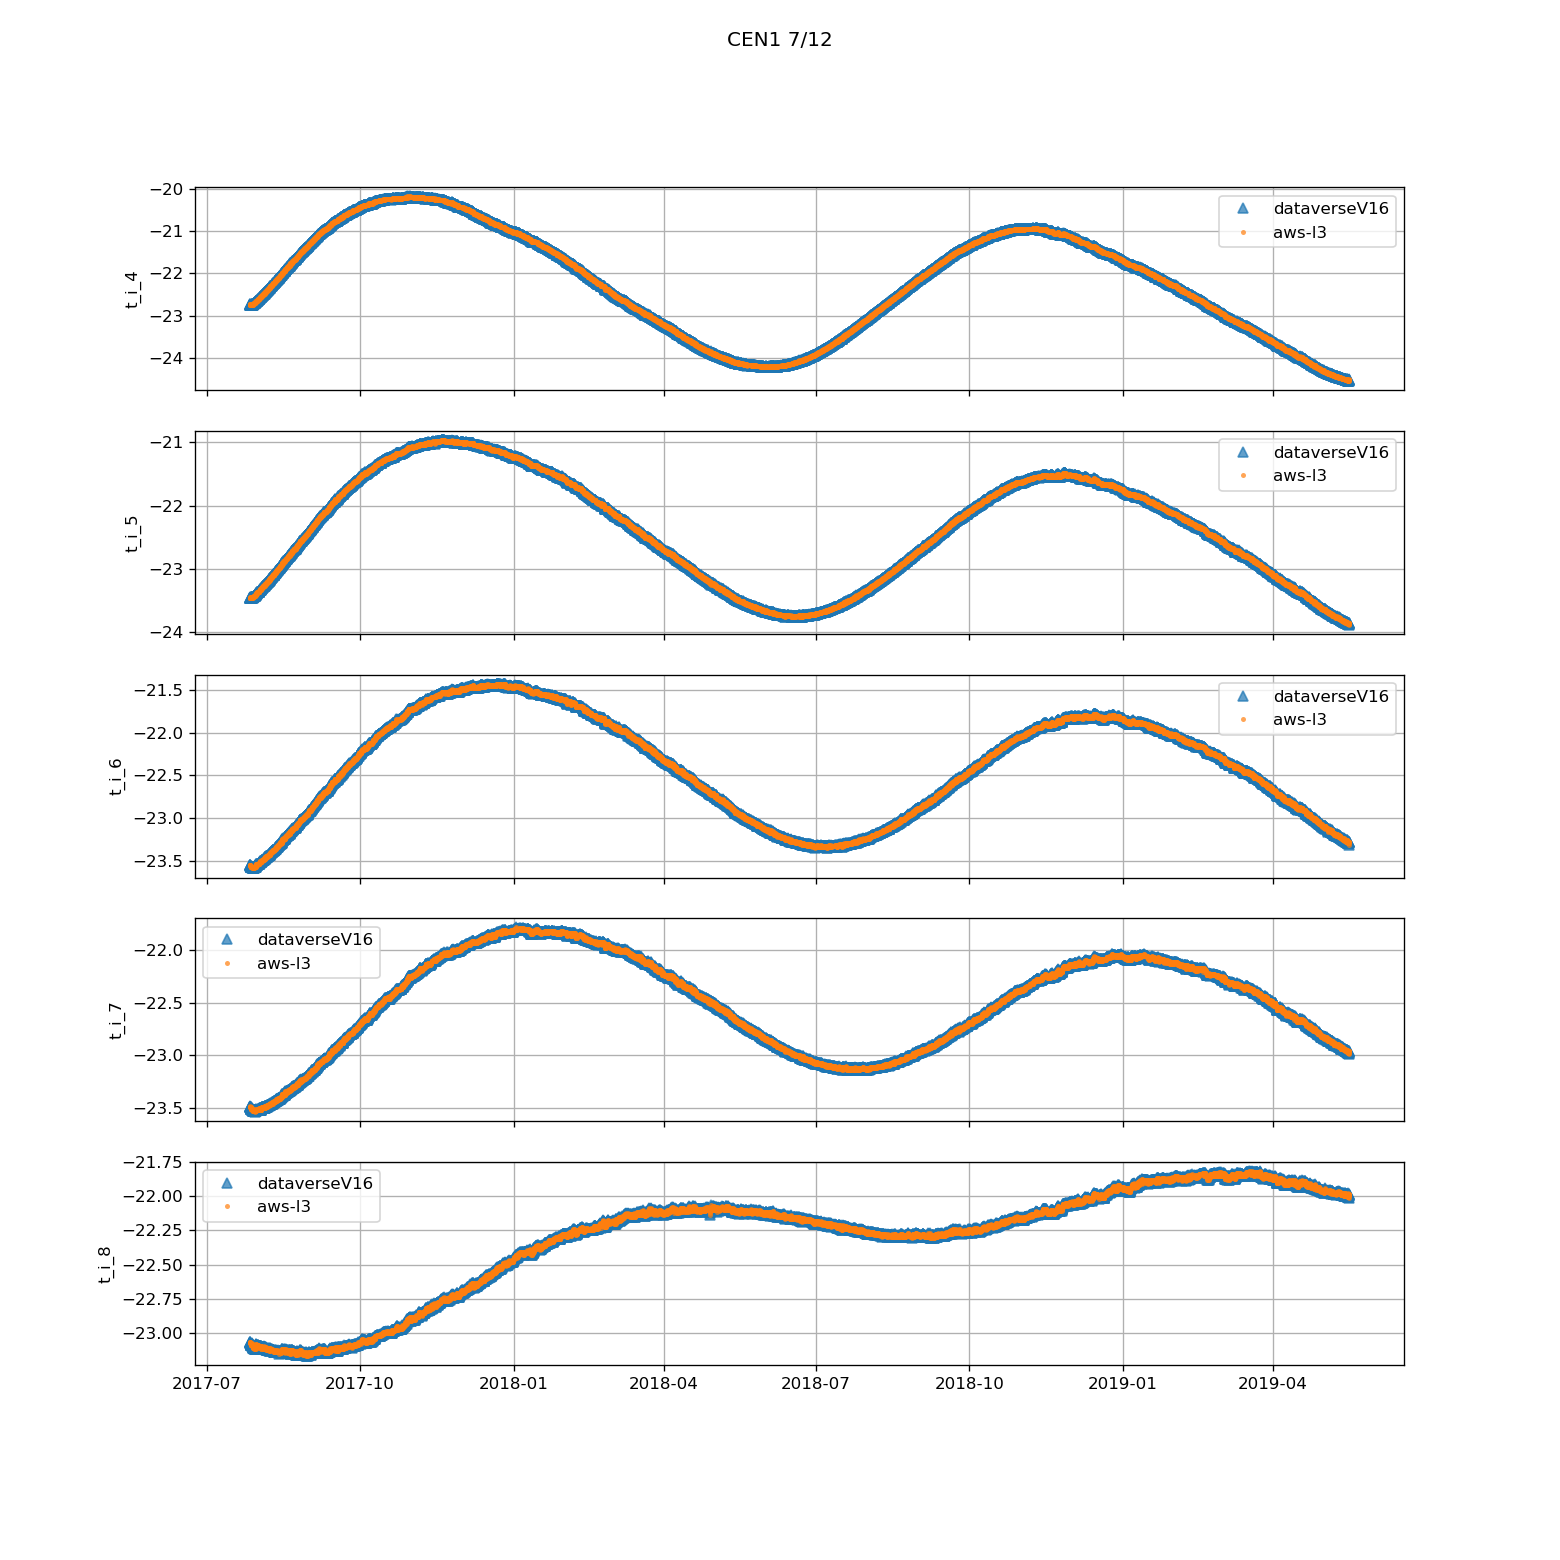 CEN1 7/12
−20
−21
−22
−23
−24
t_i_4
dataverseV16
aws-l3
−21
−22
−23
−24
t_i_5
dataverseV16
aws-l3
−21.5
−22.0
−22.5
−23.0
−23.5
t_i_6
dataverseV16
aws-l3
−22.0
−22.5
−23.0
−23.5
t_i_7
dataverseV16
aws-l3
−21.75
−22.00
−22.25
−22.50
−22.75
−23.00
t_i_8
dataverseV16
aws-l3
2017-07 2017-10 2018-01 2018-04 2018-07 2018-10 2019-01 2019-04